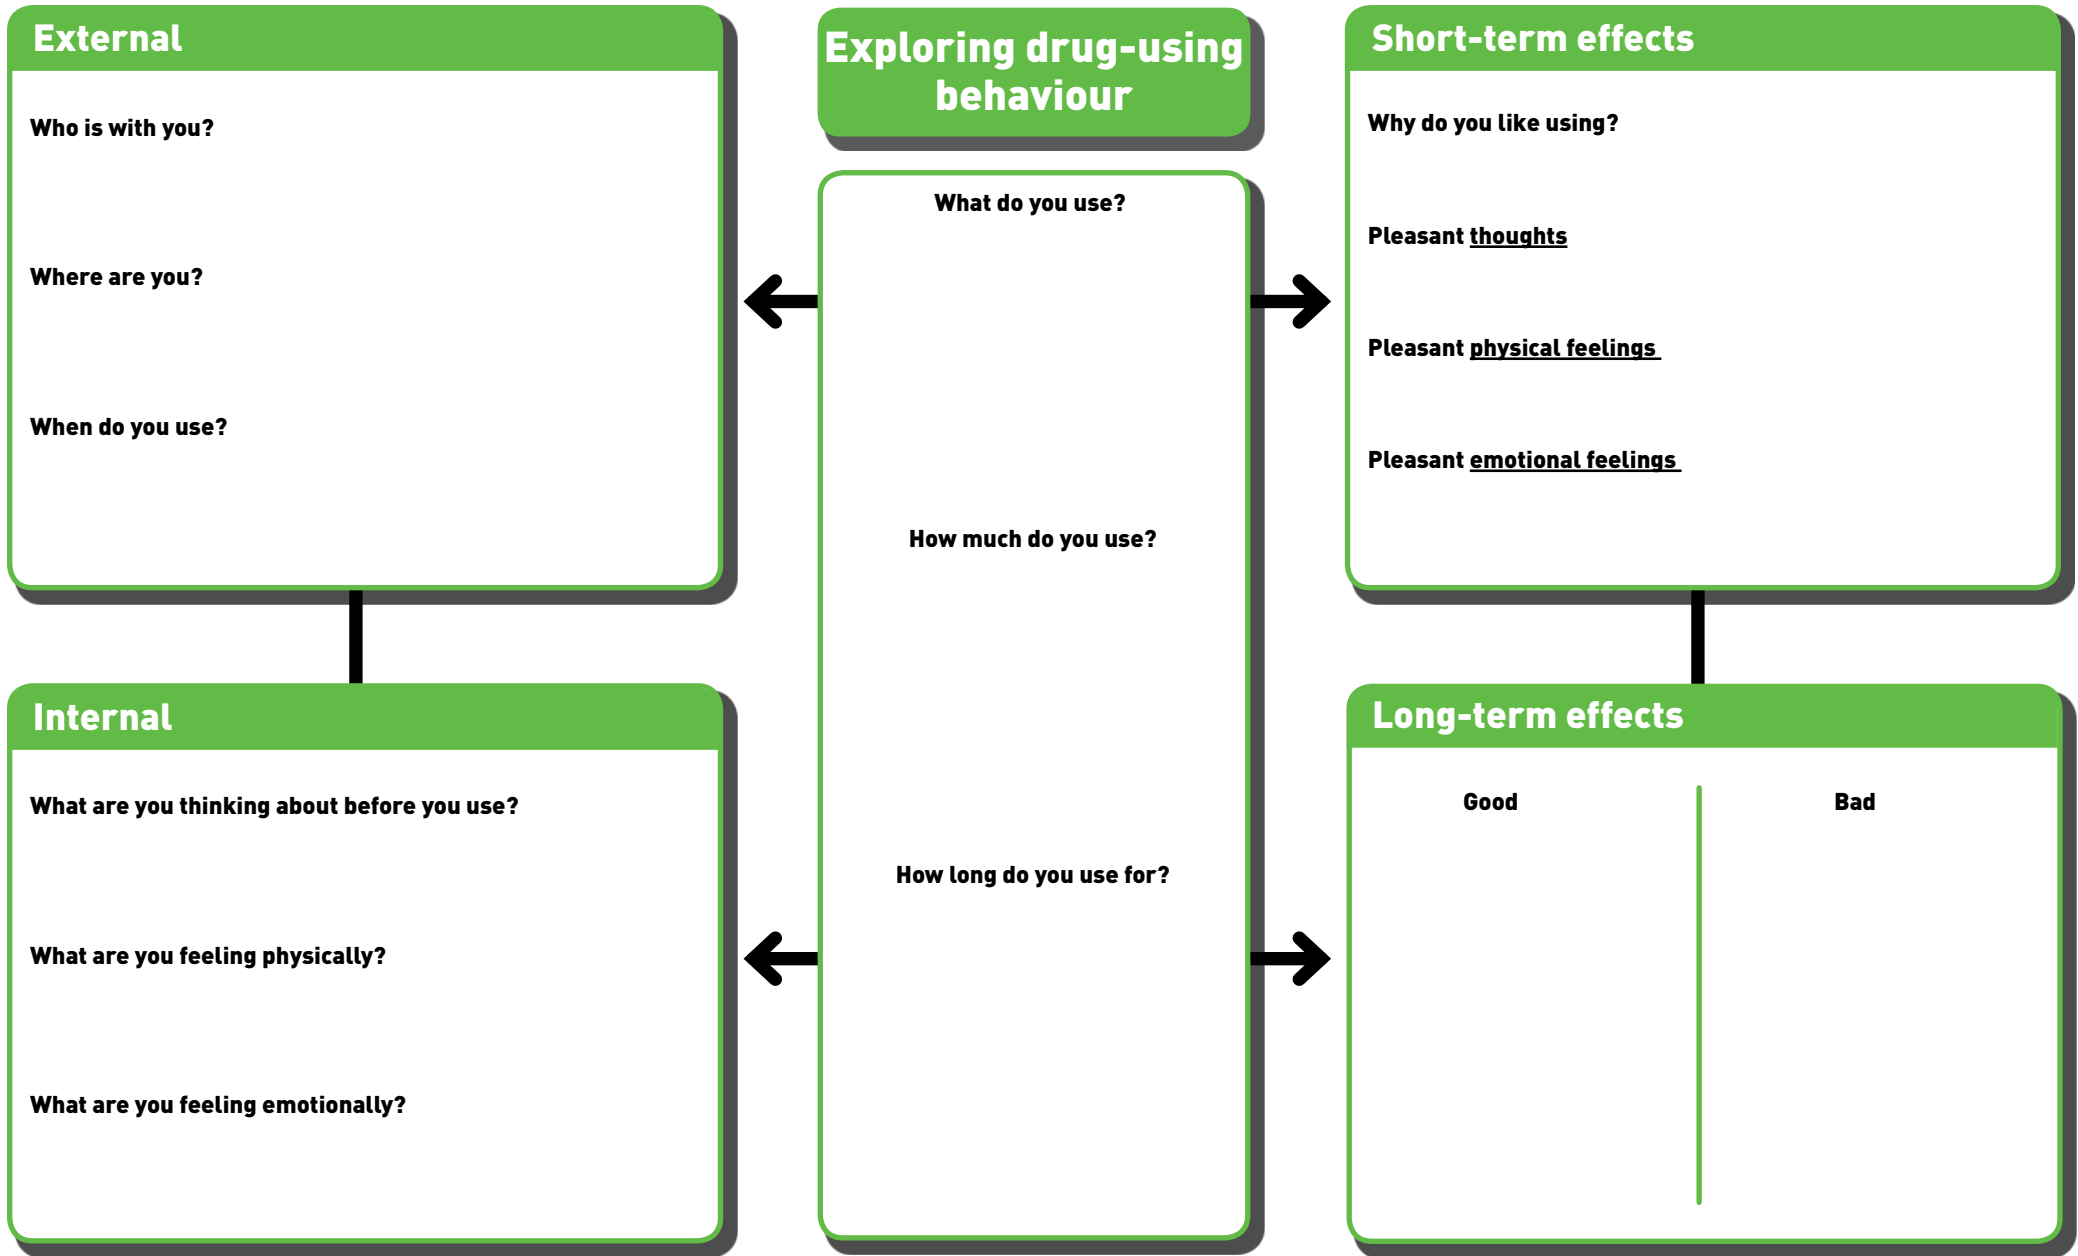 External
Who is with you?
Where are you?
When do you use?
Internal
What are you thinking about before you use?
What are you feeling physically?
What are you feeling emotionally?
Exploring drug-using
behaviour
What do you use?
How much do you use?
How long do you use for?
Short-term effects
Why do you like using?
Pleasant thoughts
Pleasant physical feelings
Pleasant emotional feelings
Long-term effects
Good
Bad